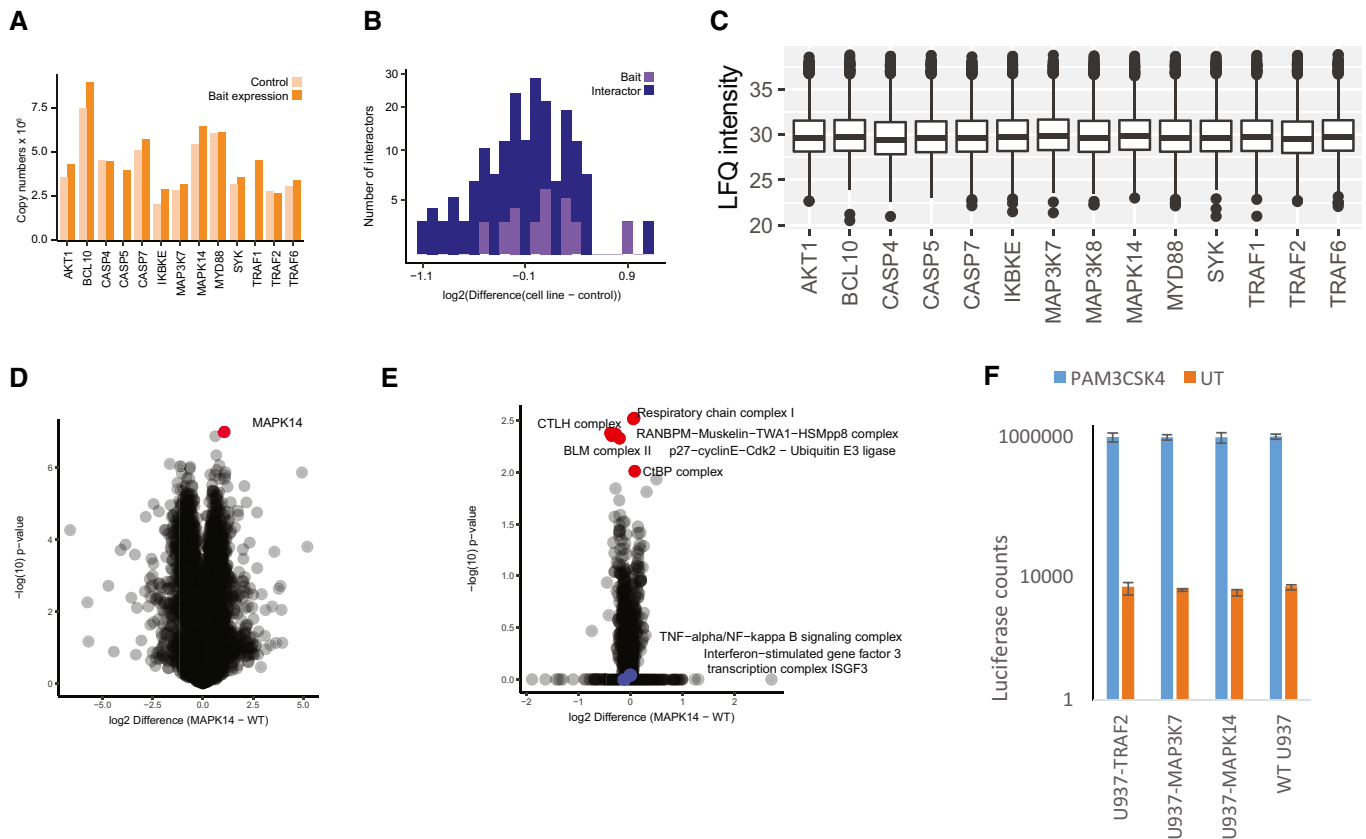 A
Control
Bait expression
Copy numbers x 10⁶
7.5
5.0
2.5
0.0
AKT1
BCL10
CASP4
CASP5
CASP7
IKBKE
MAP3K7
MAPK14
MYD88
SYK
TRAF1
TRAF2
TRAF6
B
Bait
Interactor
Number of interactors
30
20
10
5
-1.1
-0.1
0.9
log2(Difference(cell line − control))
C
LFQ intensity
35
30
25
20
AKT1
BCL10
CASP4
CASP5
CASP7
IKBKE
MAP3K7
MAP3K8
MAPK14
MYD88
SYK
TRAF1
TRAF2
TRAF6
D
MAPK14
−log(10) p−value
6
4
2
0
−5.0
−2.5
0.0
2.5
5.0
log2 Difference (MAPK14 − WT)
E
Respiratory chain complex I
CTLH complex
RANBPM−Muskelin−TWA1−HSMpp8 complex
BLM complex II
p27−cyclinE−Cdk2 − Ubiquitin E3 ligase
CtBP complex
TNF−alpha/NF−kappa B signaling complex
Interferon−stimulated gene factor 3
transcription complex ISGF3
−log(10) p−value
2.5
2.0
1.5
1.0
0.5
0.0
−2
−1
0
1
2
log2 Difference (MAPK14 − WT)
F
PAM3CSK4
UT
Luciferase counts
1000000
10000
1
U937-TRAF2
U937-MAP3K7
U937-MAPK14
WT U937